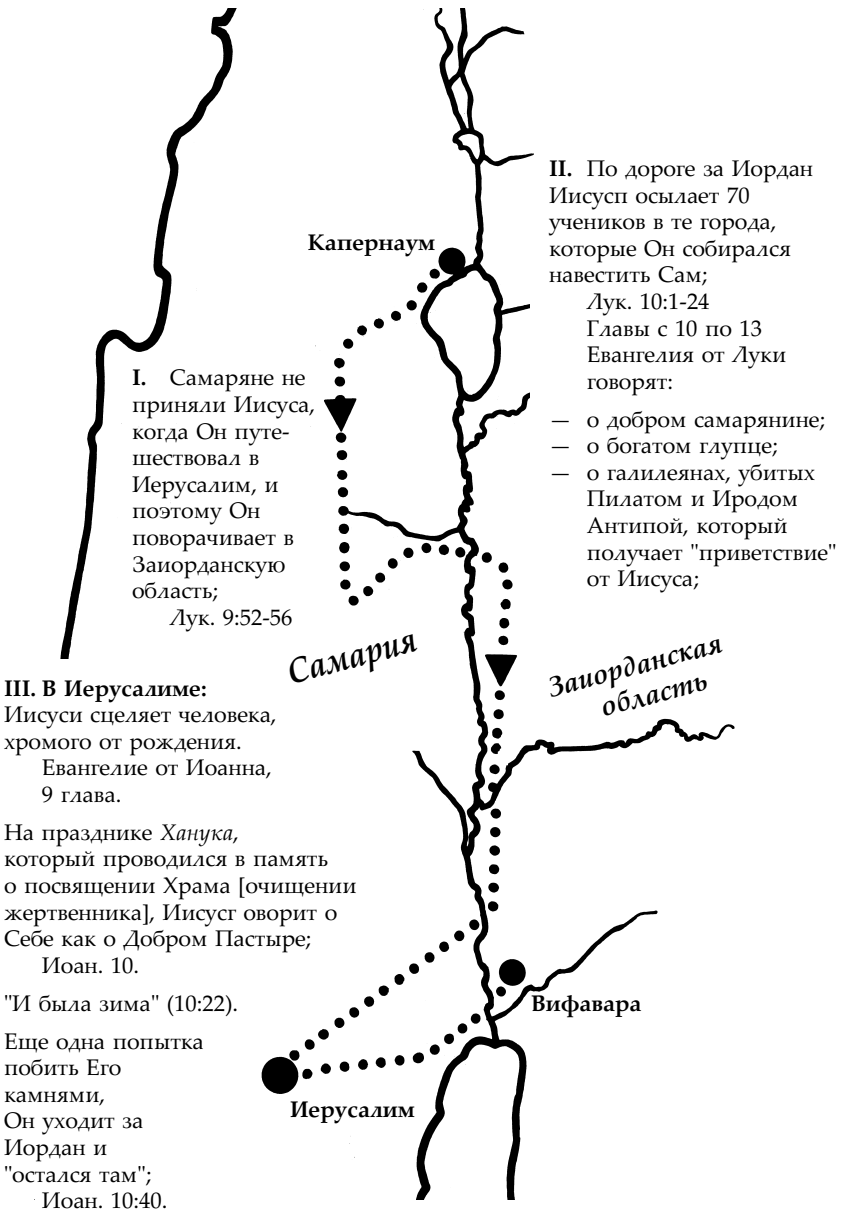 Капернаум
I. Самаряне не
приняли Иисуса,
когда Он путе-
шествовал в
Иерусалим, и
поэтому Он
поворачивает в
Заиорданскую
область;
Лук. 9:52-56
II. По дороге за Иордан
Иисусп осылает 70
учеников в те города,
которые Он собирался
навестить Сам;
Лук. 10:1-24
Главы с 10 по 13
Евангелия от Луки
говорят:
— о добром самарянине;
— о богатом глупце;
— о галилеянах, убитых
Пилатом и Иродом
Антипой, который
получает "приветствие"
от Иисуса;
Самария
Заиорданская
область
III. В Иерусалиме:
Иисуси сцеляет человека,
хромого от рождения.
Евангелие от Иоанна,
9 глава.
На празднике Ханука,
который проводился в память
о посвящении Храма [очищении
жертвенника], Иисусг оворит о
Себе как о Добром Пастыре;
Иоан. 10.
"И была зима" (10:22).
Еще одна попытка
побить Его
камнями,
Он уходит за
Иордан и
"остался там";
Иоан. 10:40.
Вифавара
Иерусалим